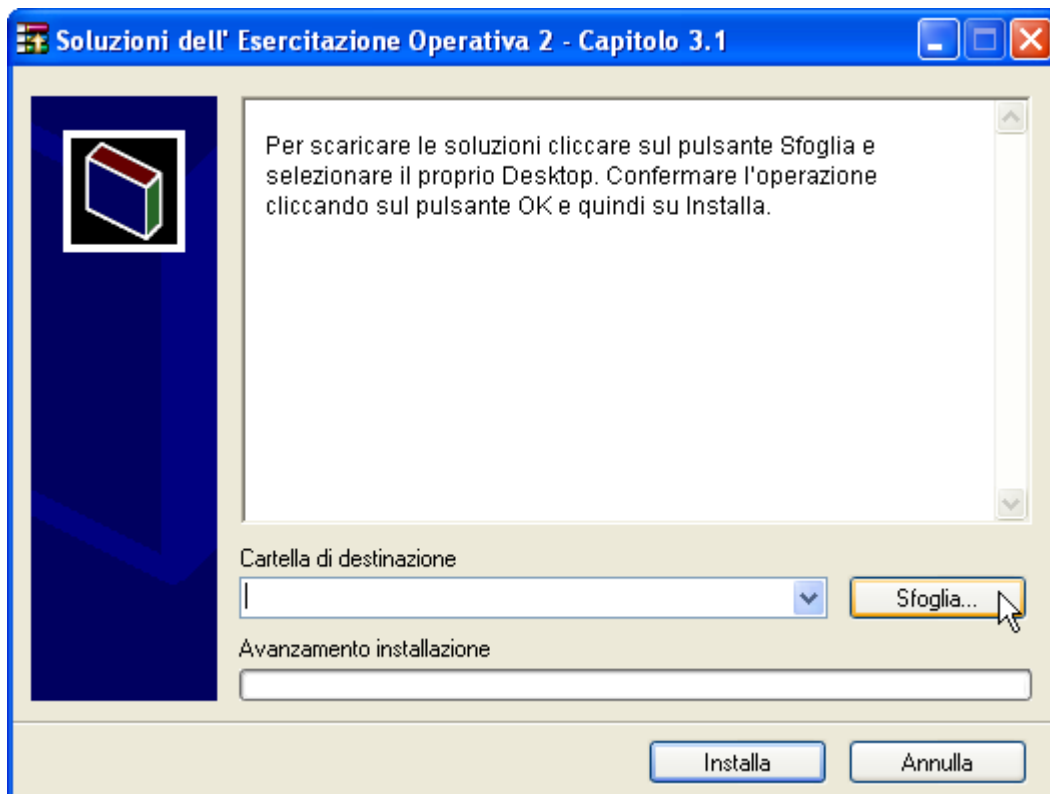 Soluzioni dell' Esercitazione Operativa 2 - Capitolo 3.1
Per scaricare le soluzioni cliccare sul pulsante Sfoglia e
selezionare il proprio Desktop. Confermare l'operazione
cliccando sul pulsante OK e quindi su Installa.
Cartella di destinazione
Sfoglia...
Avanzamento installazione
Installa
Annulla